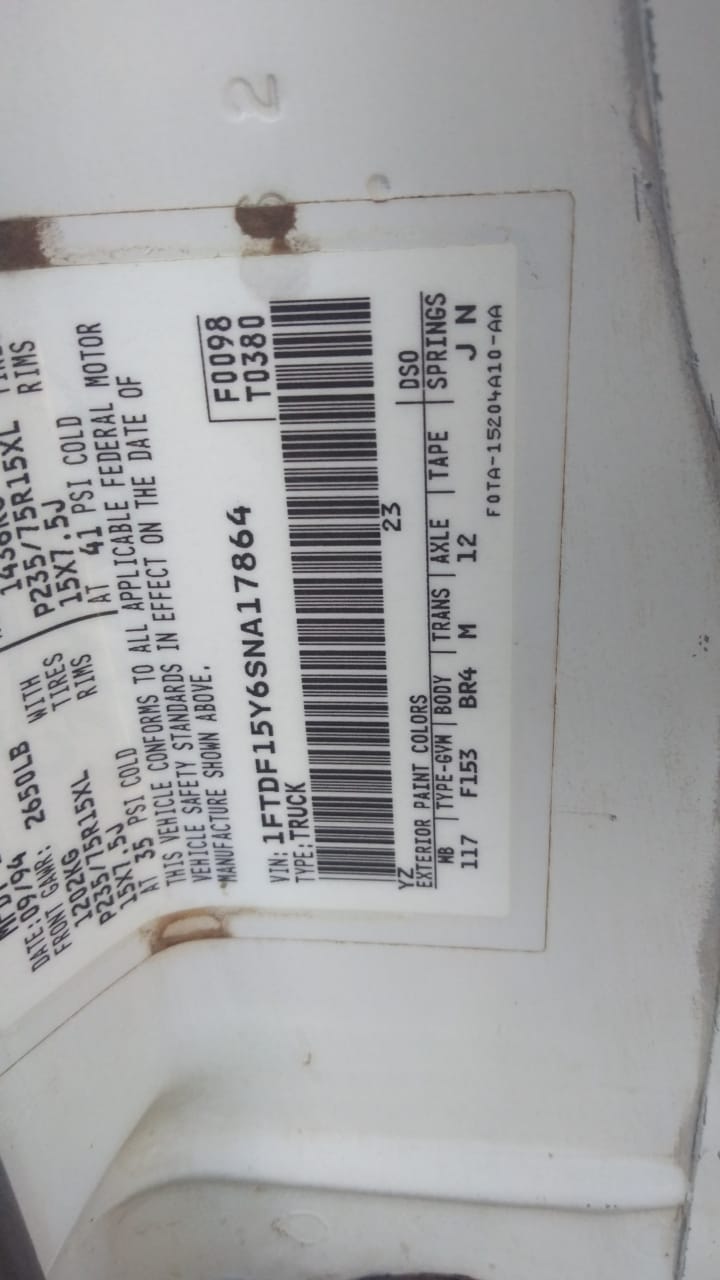 DATE: 09/94
FRONT GAWR: 2650LB
1202KG WITH
P235/75R15XL TIRES
15X7.5J RIMS
AT 35 PSI COLD
P235/75R15XL
15X7.5J RIMS
AT 41 PSI COLD
THIS VEHICLE CONFORMS TO ALL APPLICABLE FEDERAL MOTOR
VEHICLE SAFETY STANDARDS IN EFFECT ON THE DATE OF
MANUFACTURE SHOWN ABOVE.
VIN: 1FTDF15Y6SNA17864
TYPE: TRUCK
F0098
T0380
23
YZ
EXTERIOR PAINT COLORS DSO
WB TYPE-GVW BODY TRANS AXLE TAPE SPRINGS
117 F153 BR4 M 12 J N
F0TA-15204A10-AA
2